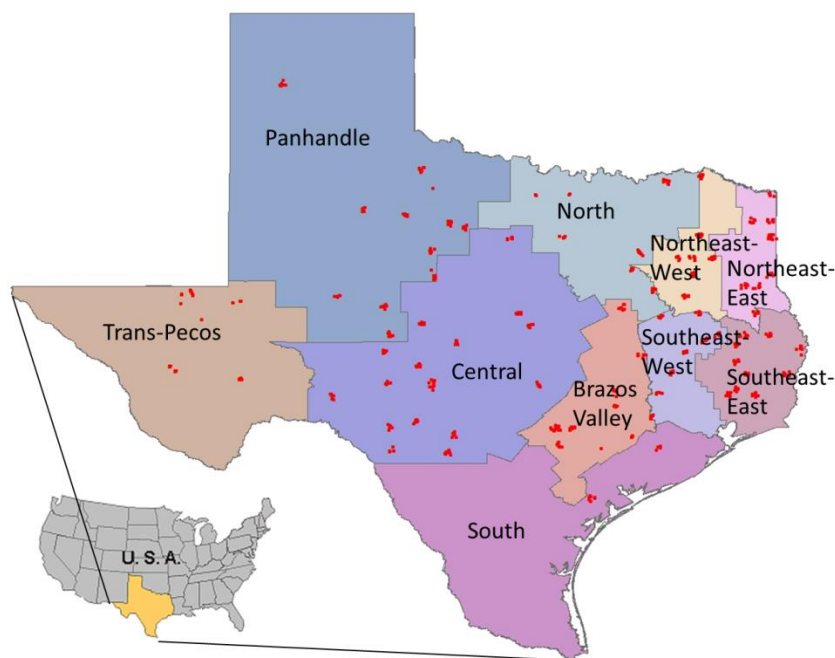 Panhandle
North
Northeast-
West
Northeast-
East
Trans-Pecos
Central
Southeast-
West
Southeast-
East
Brazos
Valley
South
U. S. A.